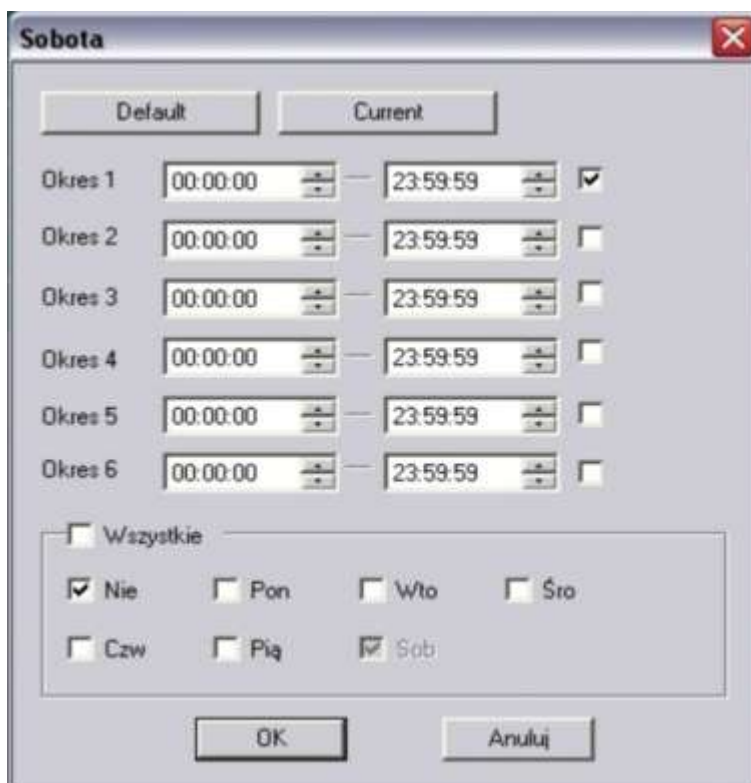 Sobota
Default Current
Okres 1 00:00:00 — 23:59:59
Okres 2 00:00:00 — 23:59:59
Okres 3 00:00:00 — 23:59:59
Okres 4 00:00:00 — 23:59:59
Okres 5 00:00:00 — 23:59:59
Okres 6 00:00:00 — 23:59:59
Wszystkie
Nie Pon Wto Śro
Czw Pią Sob
OK Anuluj